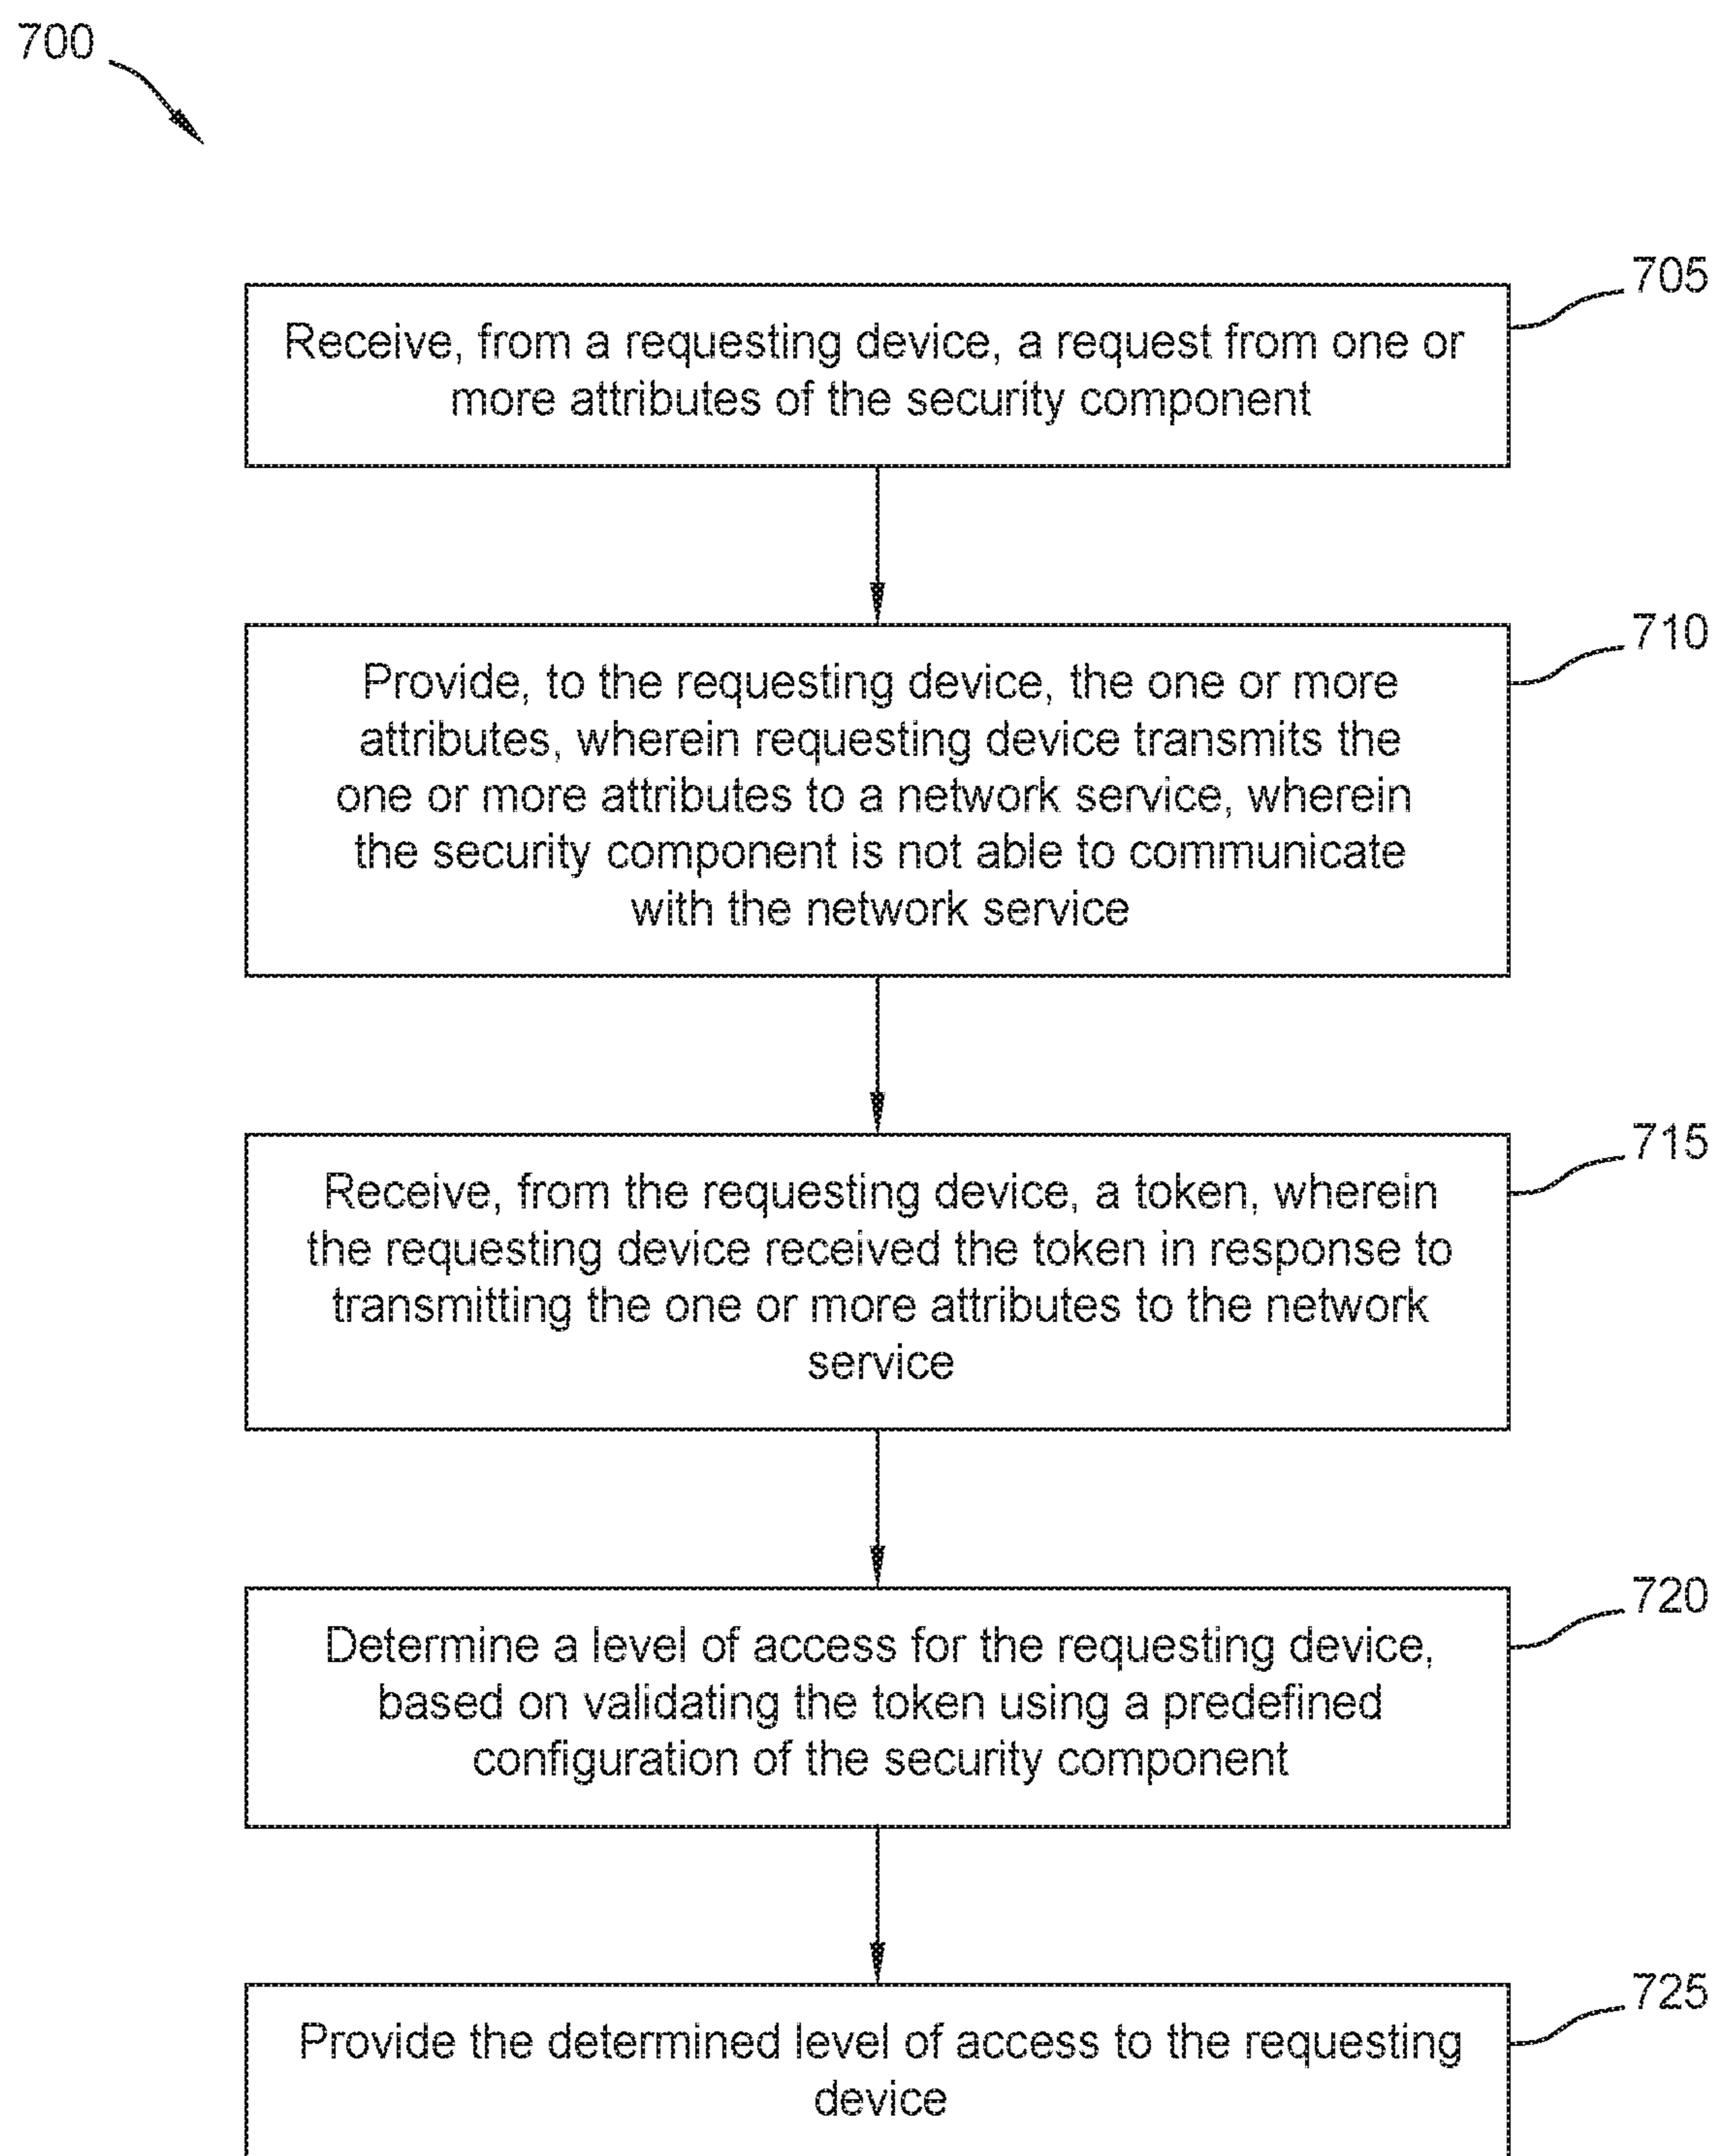 700
705
Receive, from a requesting device, a request from one or
more attributes of the security component
710
Provide, to the requesting device, the one or more
attributes, wherein requesting device transmits the
one or more attributes to a network service, wherein
the security component is not able to communicate
with the network service
715
Receive, from the requesting device, a token, wherein
the requesting device received the token in response to
transmitting the one or more attributes to the network
service
720
Determine a level of access for the requesting device,
based on validating the token using a predefined
configuration of the security component
725
Provide the determined level of access to the requesting
device